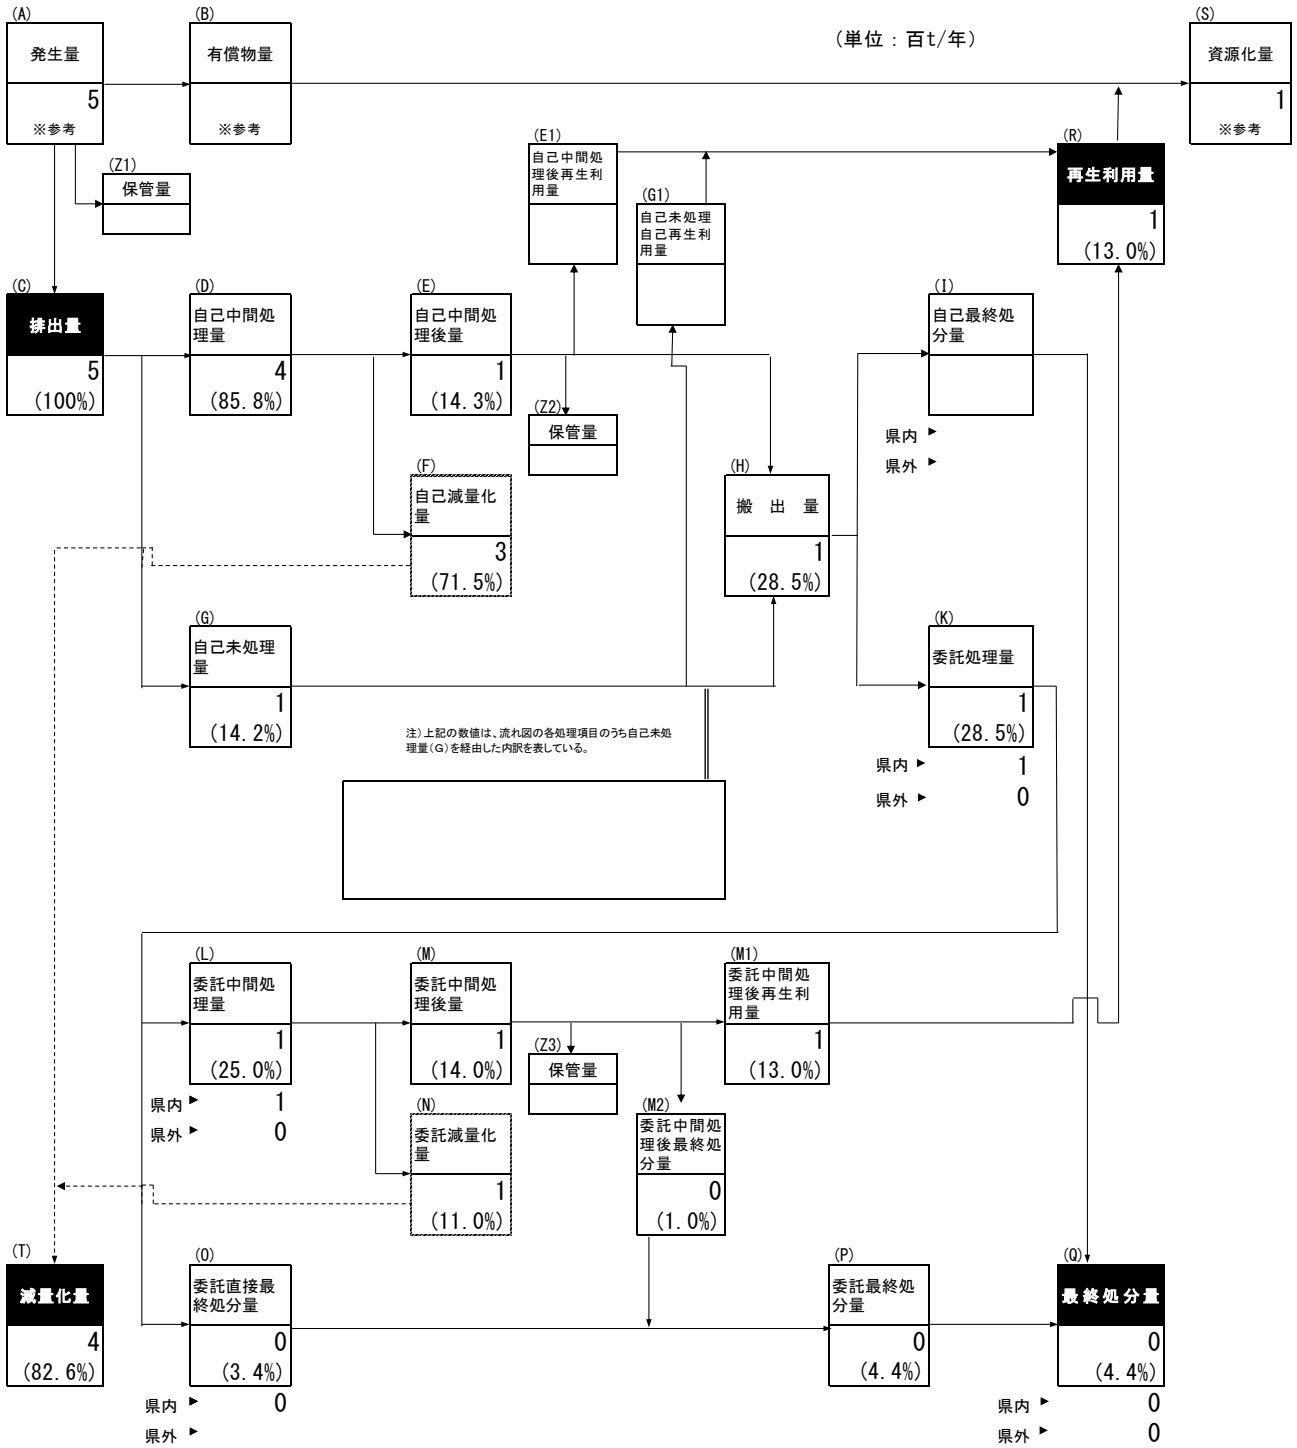 (A)
発生量
5
※参考
(B)
有償物量
※参考
(単位：百t/年)
(S)
資源化量
1
※参考
(Z1)
保管量
(E1)
自己中間処
理後再生利
用量
(G1)
自己未処理
自己再生利
用量
(R)
再生利用量
1
(13.0%)
(C)
排出量
5
(100%)
(D)
自己中間処
理量
4
(85.8%)
(E)
自己中間処
理後量
1
(14.3%)
(Z2)
保管量
(I)
自己最終処
分量
県内 ►
県外 ►
(F)
自己減量化
量
3
(71.5%)
(H)
搬 出 量
1
(28.5%)
(G)
自己未処理
量
1
(14.2%)
(K)
委託処理量
1
(28.5%)
県内 ► 1
県外 ► 0
注）上記の数値は、流れ図の各処理項目のうち自己未処
理量(G)を経由した内訳を表している。
(L)
委託中間処
理量
1
(25.0%)
県内 ► 1
県外 ► 0
(M)
委託中間処
理後量
1
(14.0%)
(Z3)
保管量
(M1)
委託中間処
理後再生利
用量
1
(13.0%)
(N)
委託減量化
量
1
(11.0%)
(M2)
委託中間処
理後最終処
分量
0
(1.0%)
(T)
減量化量
4
(82.6%)
(O)
委託直接最
終処分量
0
(3.4%)
県内 ► 0
県外 ►
(P)
委託最終処
分量
0
(4.4%)
(Q)
最終処分量
0
(4.4%)
県内 ► 0
県外 ► 0